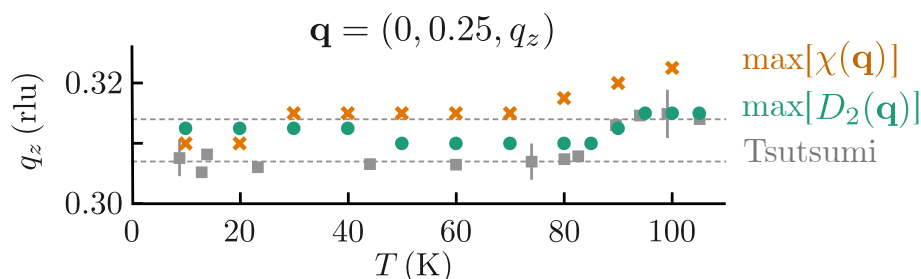 q = (0, 0.25, q_z)
q_z (rlu)
0.32
0.30
0 20 40 60 80 100
T (K)
max[χ(q)]
max[D_2(q)]
Tsutsumi